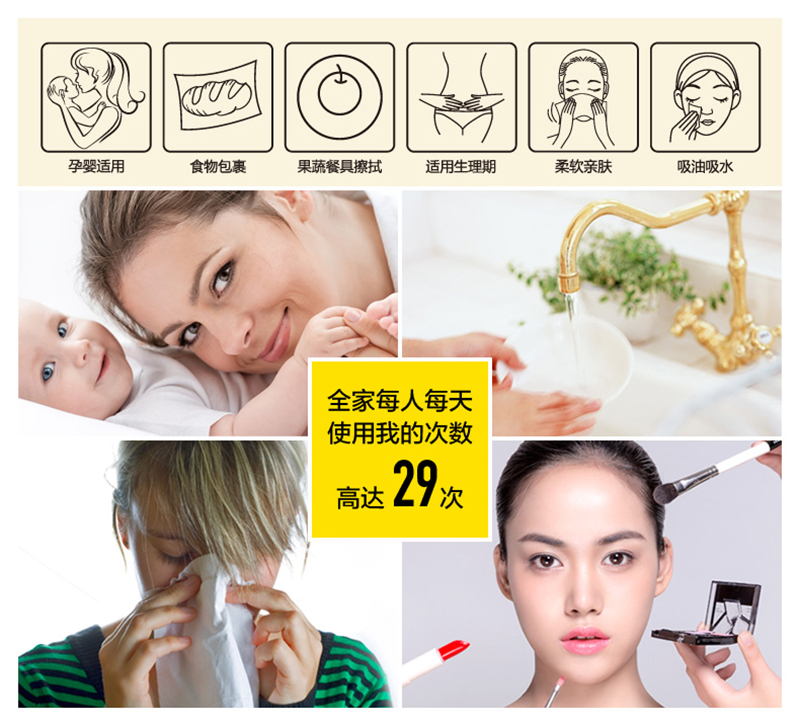 孕婴适用
食物包裹
果蔬餐具擦拭
适用生理期
柔软亲肤
吸油吸水
全家每人每天
使用我的次数
高达29次